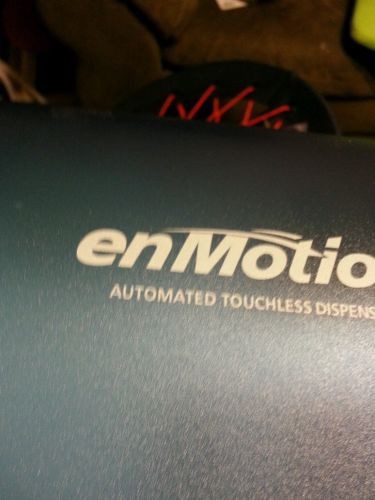 enMotio
AUTOMATED TOUCHLESS DISPENS